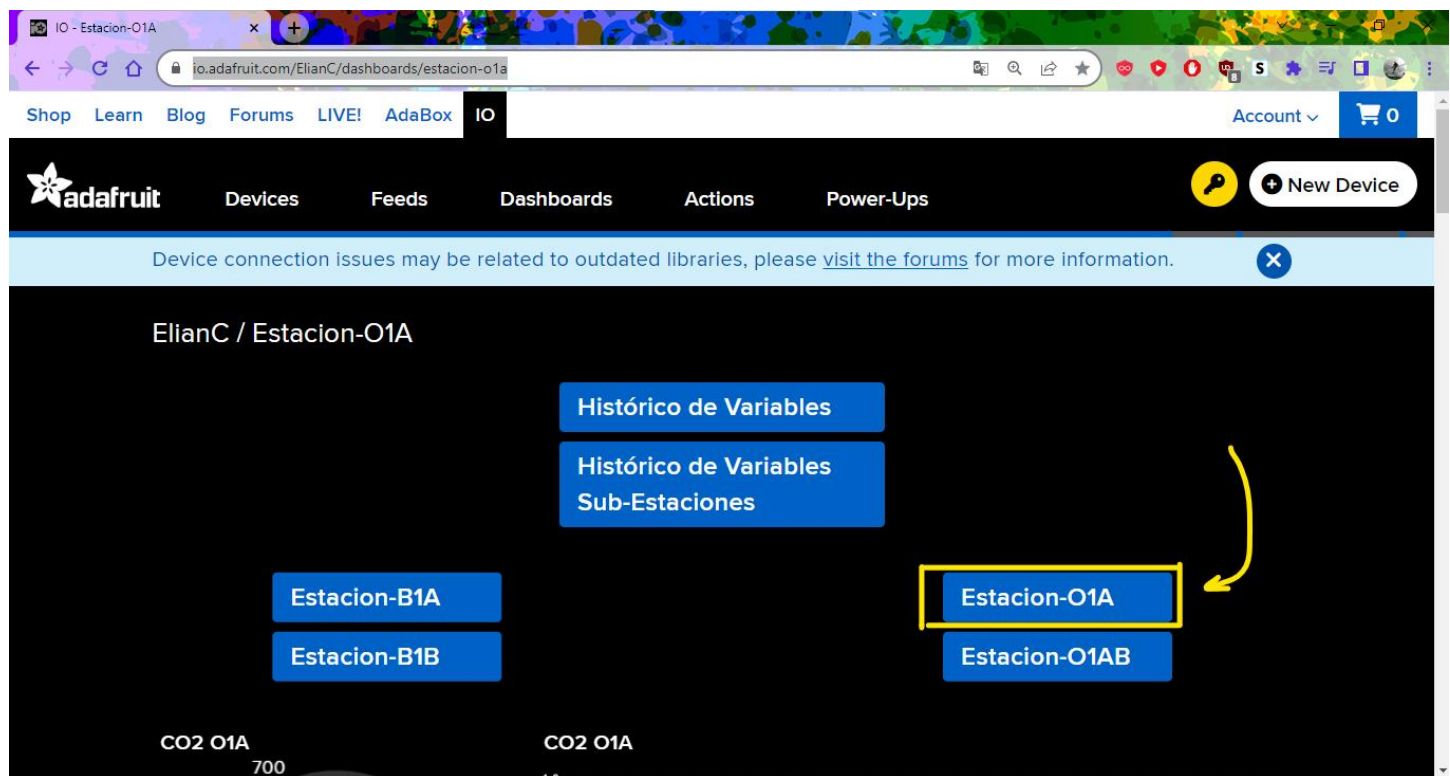 IO - Estacion-O1A
io.adafruit.com/ElianC/dashboards/estacion-o1a
Shop Learn Blog Forums LIVE! AdaBox IO Account 0
adafruit Devices Feeds Dashboards Actions Power-Ups New Device
Device connection issues may be related to outdated libraries, please visit the forums for more information.
ElianC / Estacion-O1A
Histórico de Variables
Histórico de Variables
Sub-Estaciones
Estacion-B1A Estacion-O1A
Estacion-B1B Estacion-O1AB
CO2 O1A CO2 O1A
700